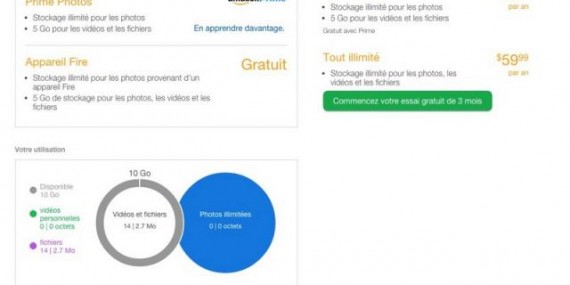 Prime Photos
Stockage illimité pour les photos
5 Go pour les vidéos et les fichiers
En apprendre davantage.
Appareil Fire
Gratuit
Stockage illimité pour les photos provenant d'un
appareil Fire
5 Go de stockage pour les photos, les vidéos et les
fichiers
5 Go pour les vidéos et les fichiers
par an
Gratuit avec Prime
Tout Illimité
$59.99
par an
Stockage illimité pour les photos, les
vidéos et les fichiers
Commencez votre essai gratuit de 3 mois
Votre utilisation
10 Go
Disponible
10 Go
vidéos
personnelles
0 | 0 octets
fichiers
14 | 2.7 Mo
Vidéos et fichiers
14 | 2.7 Mo
Photos illimitées
0 | 0 octets